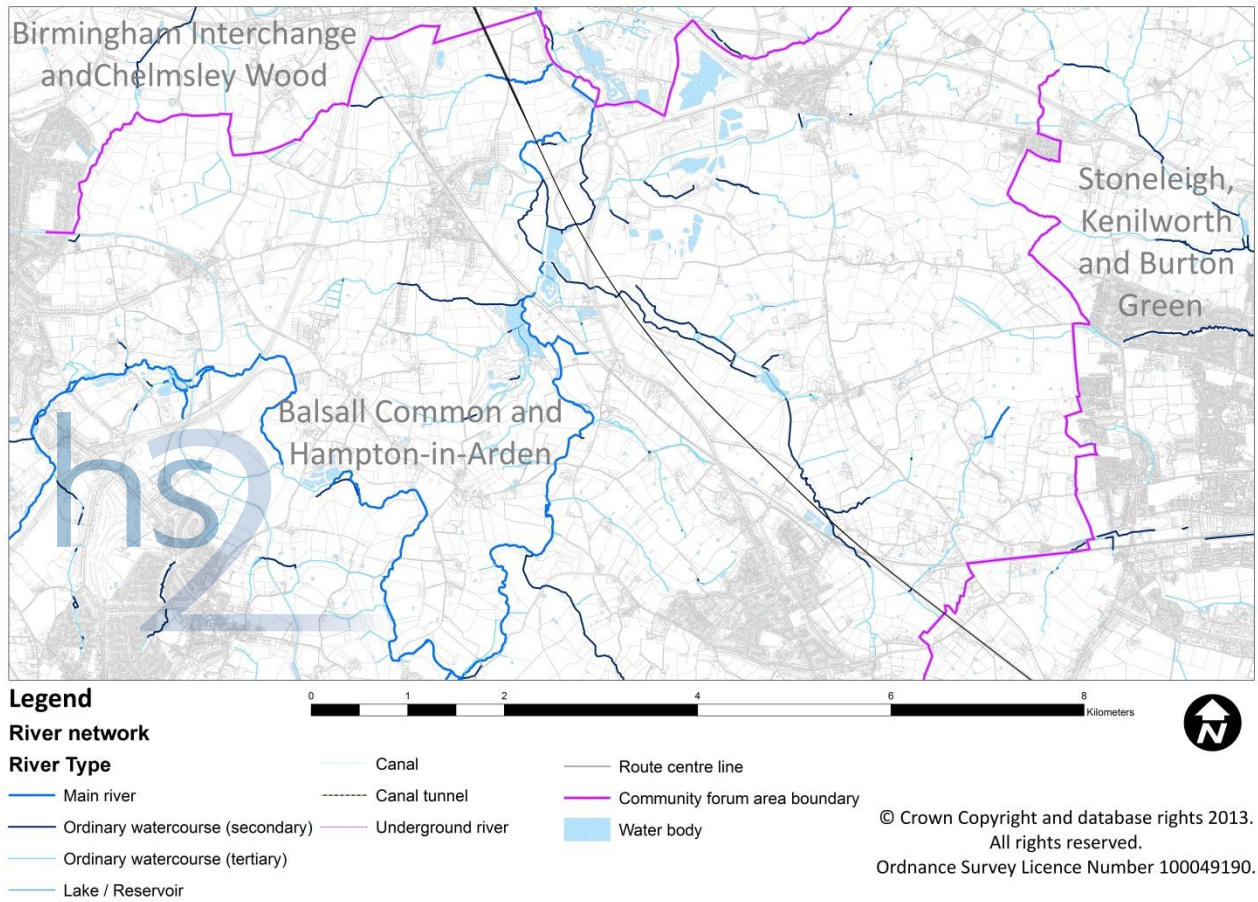 Birmingham Interchange
andChelmsley Wood
Stoneleigh,
Kenilworth
and Burton
Green
Balsall Common and
Hampton-in-Arden
hs2
Legend
River network
River Type
Main river
Ordinary watercourse (secondary)
Ordinary watercourse (tertiary)
Lake / Reservoir
Canal
Canal tunnel
Underground river
Route centre line
Community forum area boundary
Water body
0 1 2 4 6 8
Kilometers
N
© Crown Copyright and database rights 2013.
All rights reserved.
Ordnance Survey Licence Number 100049190.